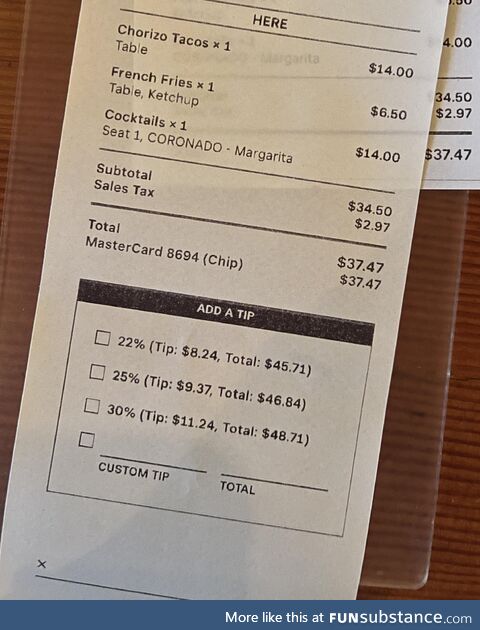 HERE
Chorizo Tacos × 1
Table
$14.00
French Fries × 1
Table, Ketchup
$6.50
Cocktails × 1
Seat 1, CORONADO - Margarita
$14.00
Subtotal
$34.50
Sales Tax
$2.97
Total
$37.47
MasterCard 8694 (Chip)
$37.47
ADD A TIP
22% (Tip: $8.24, Total: $45.71)
25% (Tip: $9.37, Total: $46.84)
30% (Tip: $11.24, Total: $48.71)
CUSTOM TIP
TOTAL
×
4.00
34.50
$2.97
$37.47
More like this at FUNsubstance.com